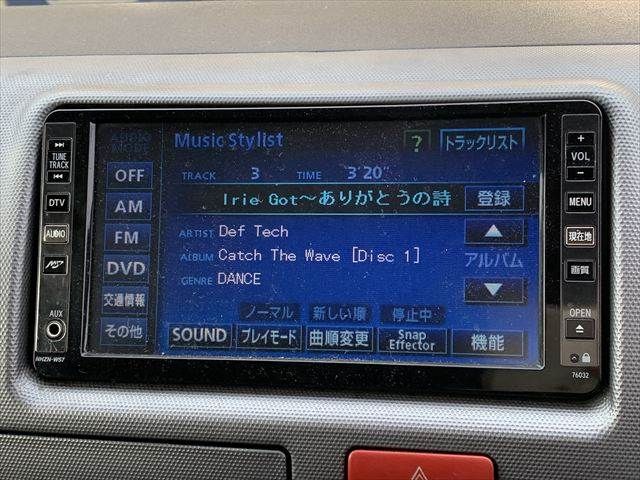 AUDIO MODE
Music Stylist
?
トラックリスト
TUNE TRACK
VOL
+
−
OFF
TRACK 3 TIME 3'20"
Irie Got〜ありがとうの詩
登録
DTV
AM
MENU
ARTIST Def Tech
AUDIO
FM
現在地
ALBUM Catch The Wave [Disc 1]
アルバム
GENRE DANCE
DVD
画質
交通情報
ノーマル 新しい順 停止中
AUX
OPEN
その他
SOUND プレイモード 曲順変更 Snap Effector 機能
NHZN-W57
76032